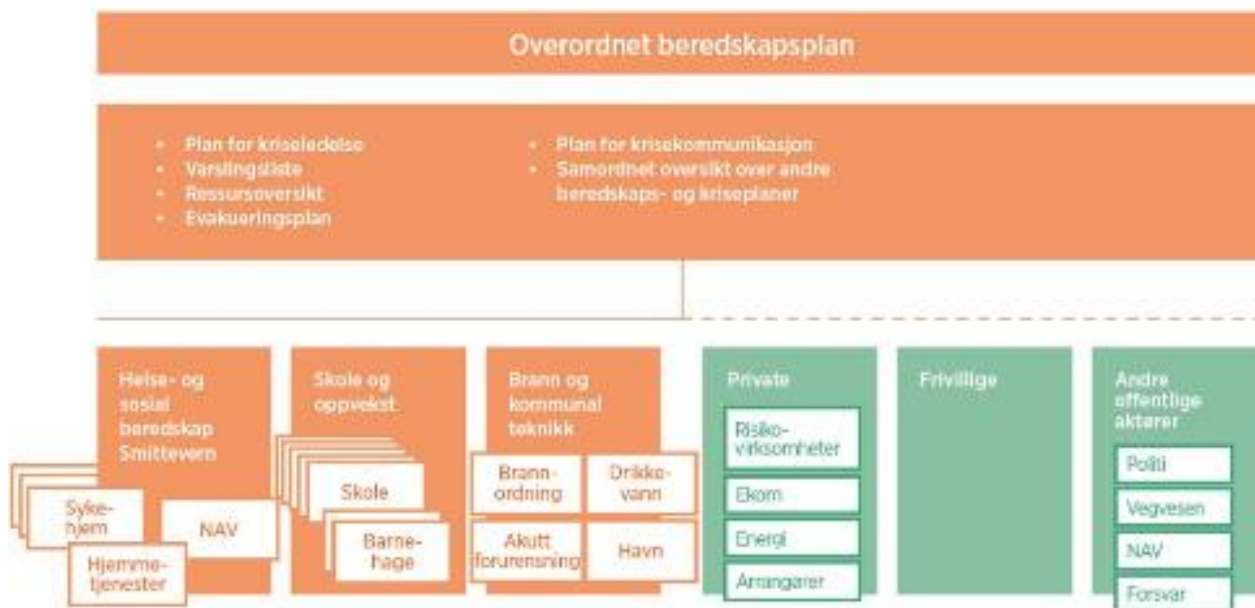 Overordnet beredskapsplan
• Plan for kriseledelse
• Varslingsliste
• Ressursoversikt
• Evakueringsplan
• Plan for krisekommunikasjon
• Samordnet oversikt over andre
beredskaps- og kriseplaner
Helse- og
sosial
beredskap
Smittevern
Syke-
hjem
NAV
Hjemme-
tjenester
Skole og
oppvekst
Skole
Barne-
hage
Brann og
kommunal
teknikk
Brann-
ordning
Drikke-
vann
Akutt
forurensning
Havn
Private
Risiko-
virksomheter
Ekom
Energi
Arrangører
Frivillige
Andre
offentlige
aktører
Politi
Vegvesen
NAV
Forsvar